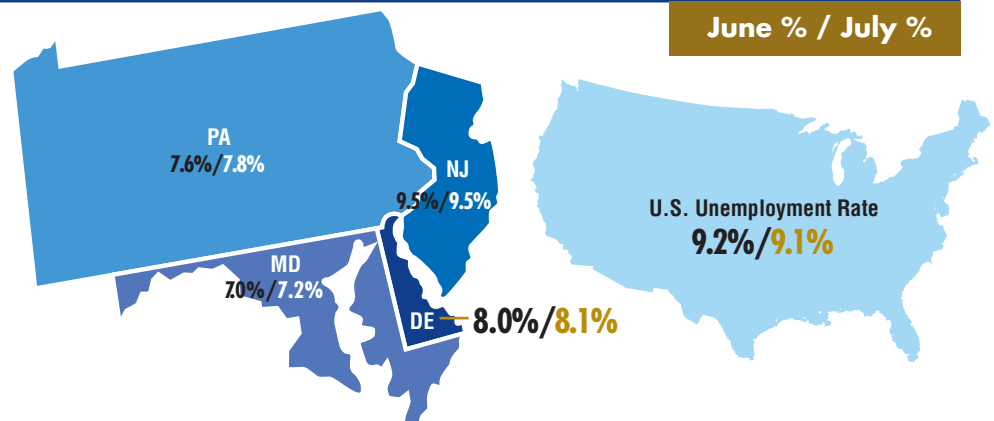 June % / July %
PA
7.6%/7.8%
NJ
9.5%/9.5%
U.S. Unemployment Rate
9.2%/9.1%
MD
7.0%/7.2%
DE
8.0%/8.1%